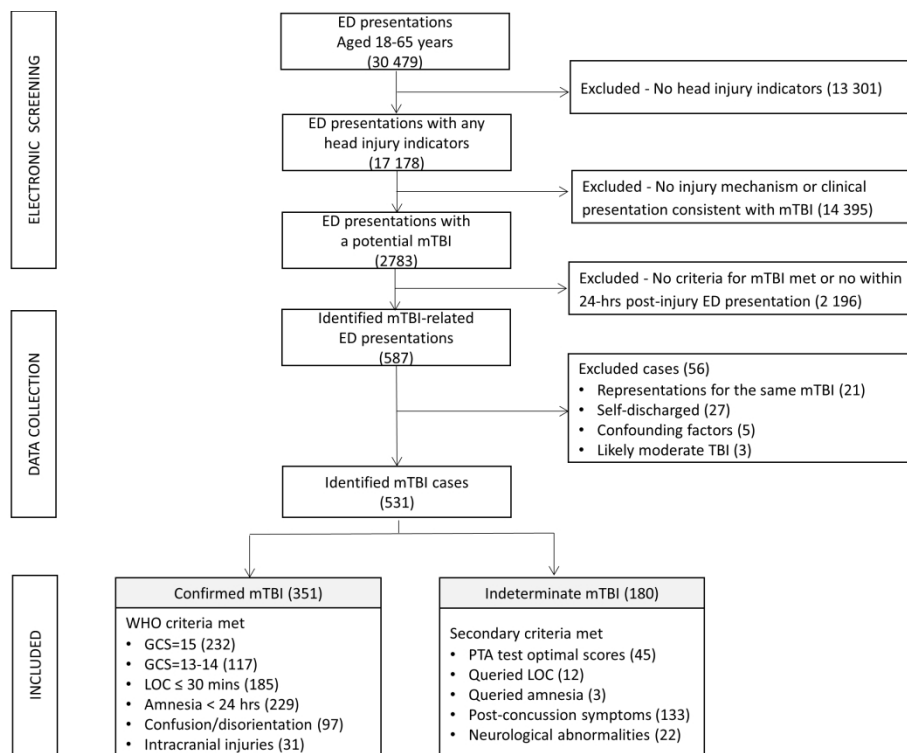 ELECTRONIC SCREENING
ED presentations
Aged 18-65 years
(30 479)
Excluded - No head injury indicators (13 301)
ED presentations with any
head injury indicators
(17 178)
Excluded - No injury mechanism or clinical
presentation consistent with mTBI (14 395)
ED presentations with
a potential mTBI
(2783)
Excluded - No criteria for mTBI met or no within
24-hrs post-injury ED presentation (2 196)
DATA COLLECTION
Identified mTBI-related
ED presentations
(587)
Excluded cases (56)
• Representations for the same mTBI (21)
• Self-discharged (27)
• Confounding factors (5)
• Likely moderate TBI (3)
Identified mTBI cases
(531)
INCLUDED
Confirmed mTBI (351)
WHO criteria met
• GCS=15 (232)
• GCS=13-14 (117)
• LOC ≤ 30 mins (185)
• Amnesia < 24 hrs (229)
• Confusion/disorientation (97)
• Intracranial injuries (31)
Indeterminate mTBI (180)
Secondary criteria met
• PTA test optimal scores (45)
• Queried LOC (12)
• Queried amnesia (3)
• Post-concussion symptoms (133)
• Neurological abnormalities (22)